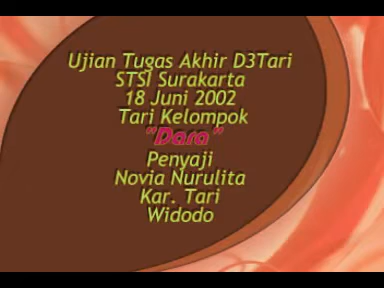 Ujian Tugas Akhir D3Tari
STSI Surakarta
18 Juni 2002
Tari Kelompok
"Dara"
Penyaji
Novia Nurulita
Kar. Tari
Widodo